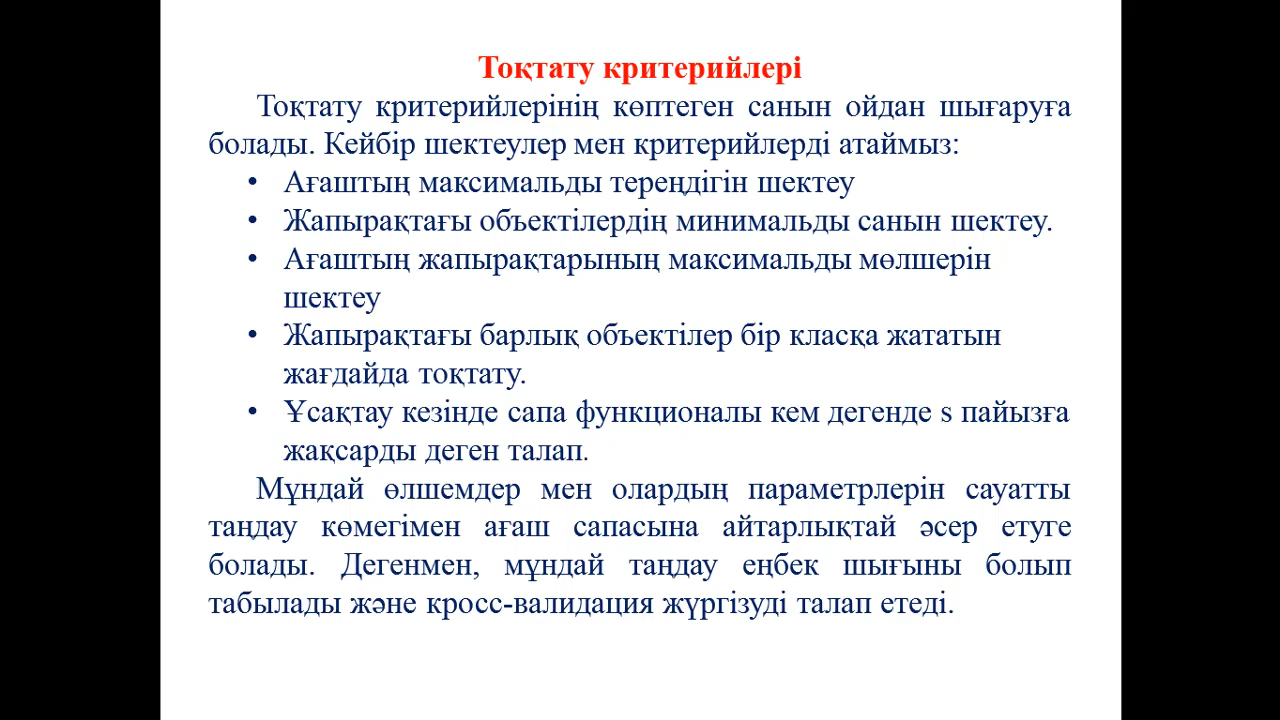 Тоқтату критерийлері
Тоқтату критерийлерінің көптеген санын ойдан шығаруға
болады. Кейбір шектеулер мен критерийлерді атаймыз:
• Ағаштың максимальды тереңдігін шектеу
• Жапырақтағы объектілердің минимальды санын шектеу.
• Ағаштың жапырақтарының максимальды мөлшерін
шектеу
• Жапырақтағы барлық объектілер бір класқа жататын
жағдайда тоқтату.
• Ұсақтау кезінде сапа функционалы кем дегенде s пайызға
жақсарды деген талап.
Мұндай өлшемдер мен олардың параметрлерін сауатты
таңдау көмегімен ағаш сапасына айтарлықтай әсер етуге
болады. Дегенмен, мұндай таңдау еңбек шығыны болып
табылады және кросс-валидация жүргізуді талап етеді.